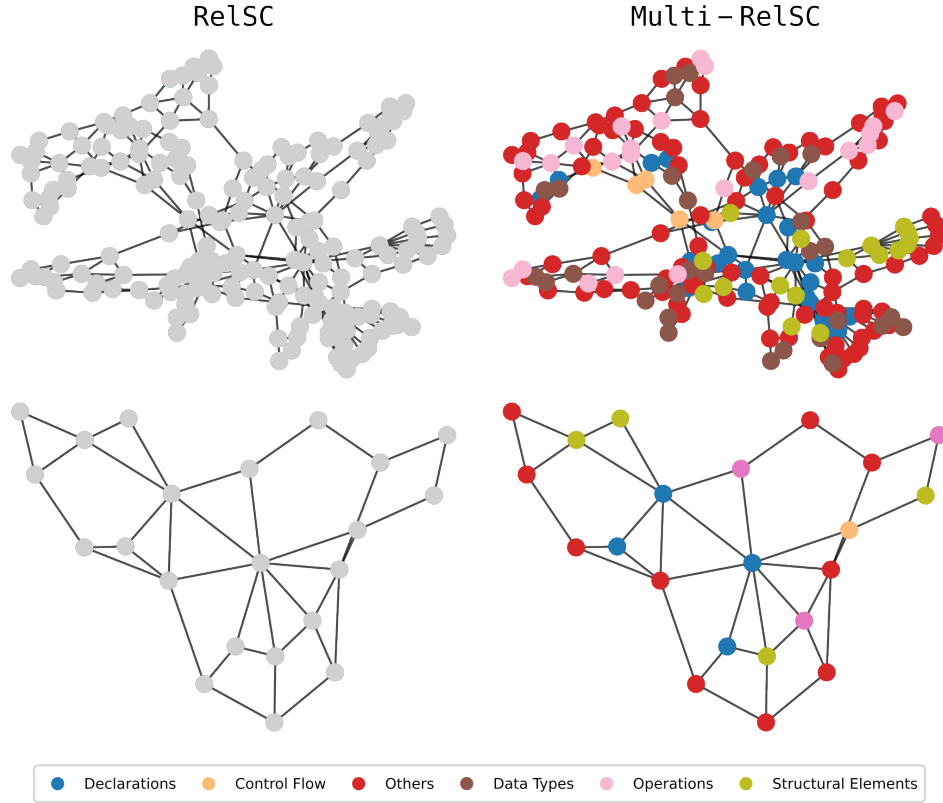 RelSC
Multi-RelSC
Declarations Control Flow Others Data Types Operations Structural Elements